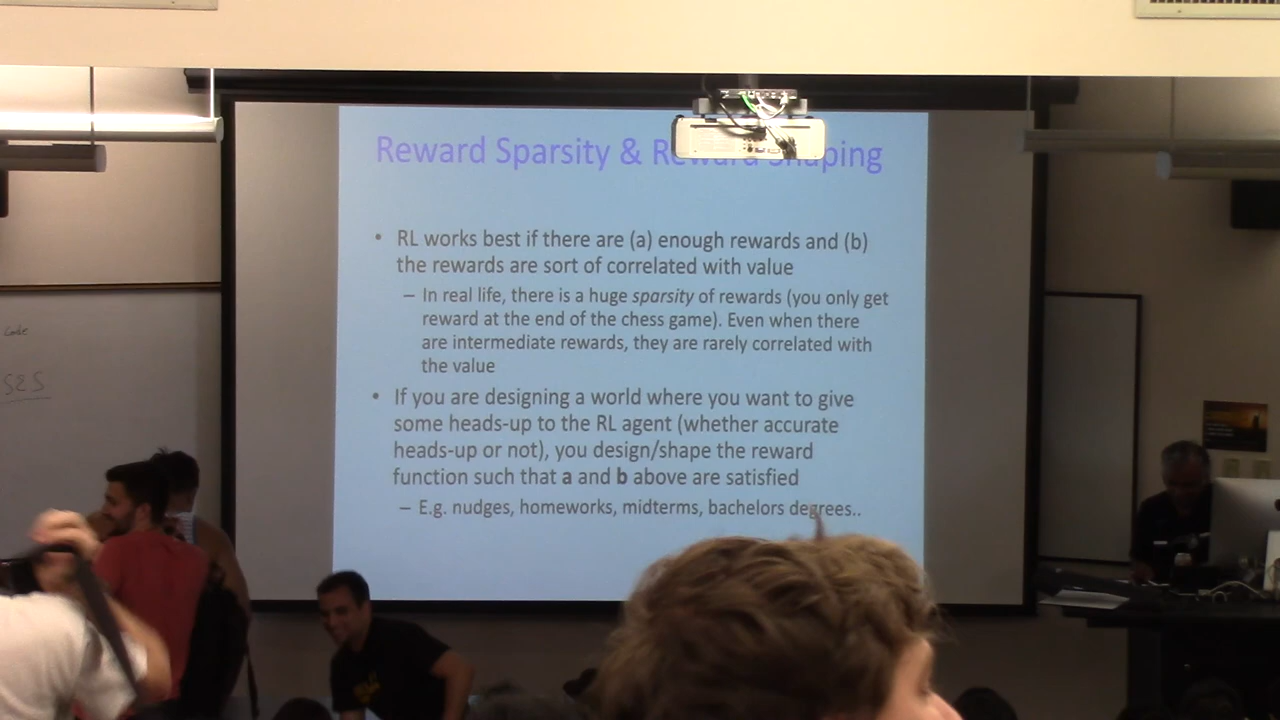 Reward Sparsity & Reward Shaping
• RL works best if there are (a) enough rewards and (b)
the rewards are sort of correlated with value
– In real life, there is a huge sparsity of rewards (you only get
reward at the end of the chess game). Even when there
are intermediate rewards, they are rarely correlated with
the value
• If you are designing a world where you want to give
some heads-up to the RL agent (whether accurate
heads-up or not), you design/shape the reward
function such that a and b above are satisfied
– E.g. nudges, homeworks, midterms, bachelors degrees..